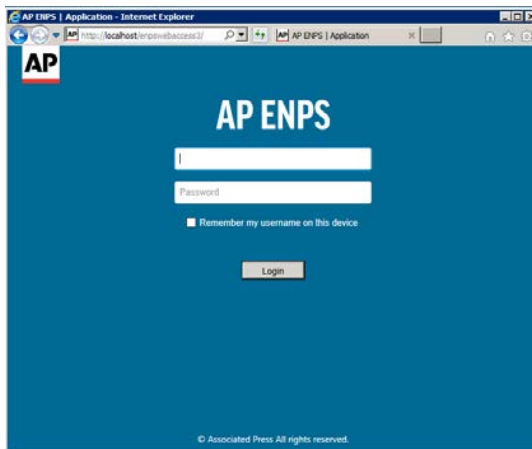 AP ENPS | Application - Internet Explorer
http://localhost/enpswebaccess3/
AP ENPS | Application
AP
AP ENPS
Password
Remember my username on this device
Login
© Associated Press All rights reserved.